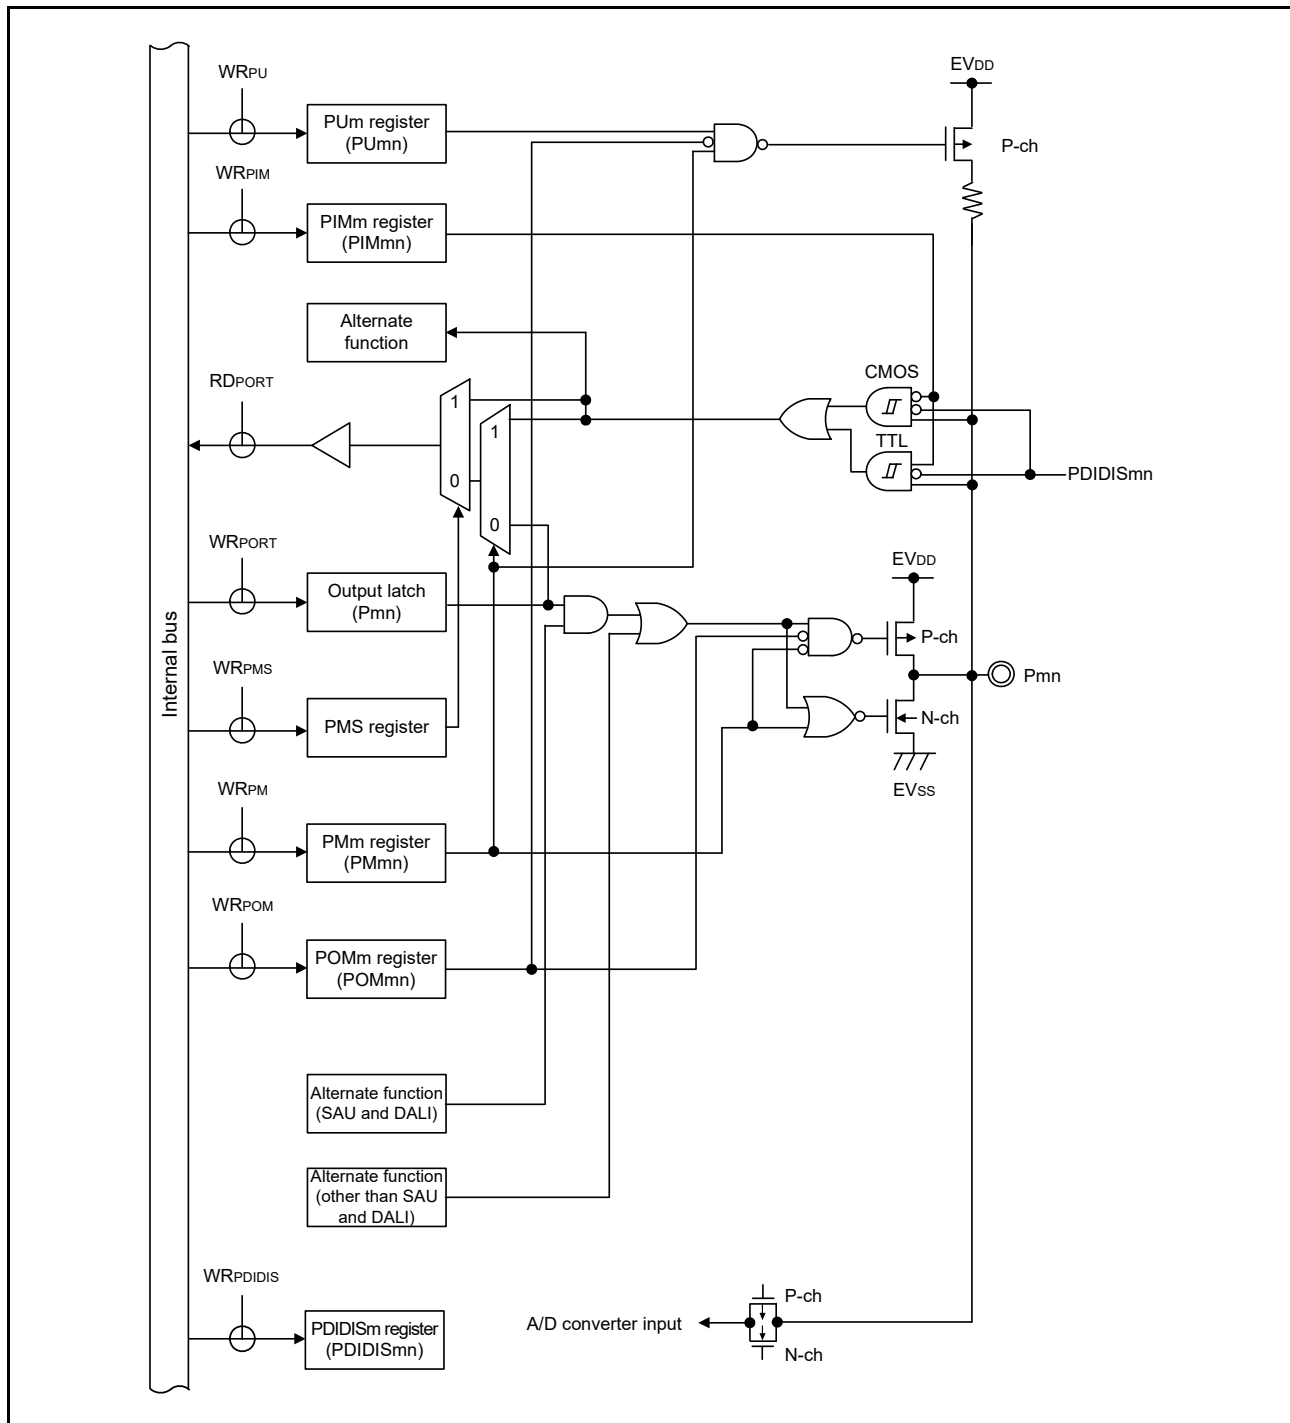 WRPU
EVDD
PUm register
(PUmn)
P-ch
WRPIM
PIMm register
(PIMmn)
Alternate
function
RDPORT
CMOS
1
1
TTL
0
PDIDISmn
0
WRPORT
EVDD
Output latch
(Pmn)
P-ch
Internal bus
WRPMS
Pmn
PMS register
N-ch
WRPM
EVSS
PMm register
(PMmn)
WRPOM
POMm register
(POMmn)
Alternate function
(SAU and DALI)
Alternate function
(other than SAU
and DALI)
WRPDIDIS
P-ch
PDIDISm register
(PDIDISmn)
A/D converter input
N-ch